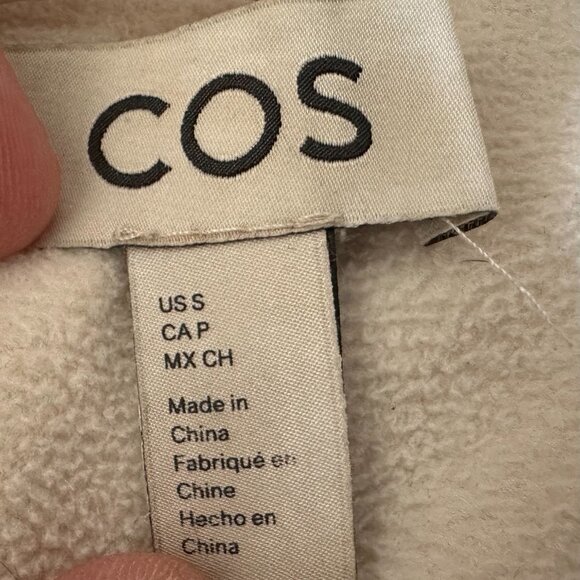 COS
US S
CA P
MX CH
Made in
China
Fabriqué en
Chine
Hecho en
China